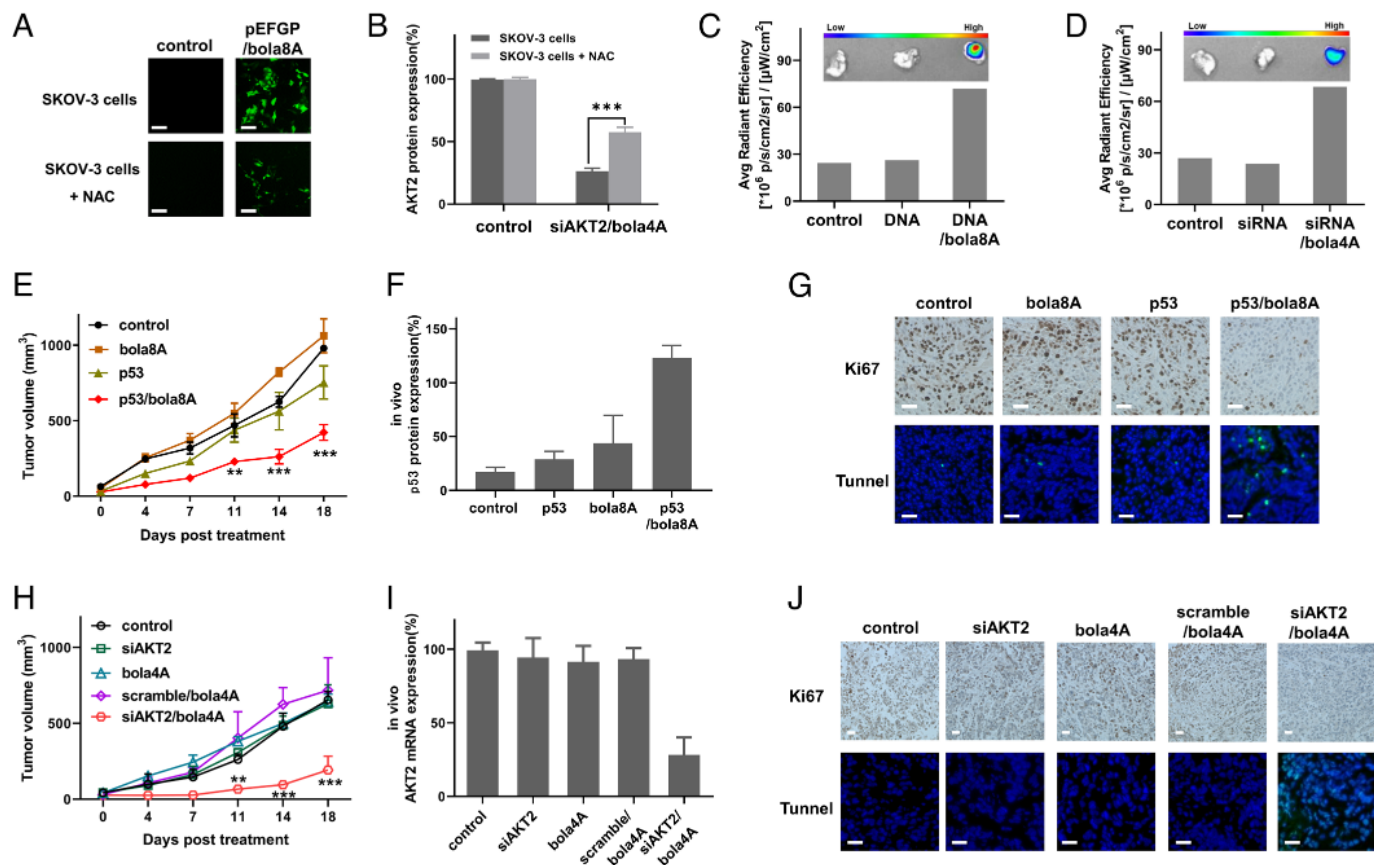 A
control
pEFGP
/bola8A
SKOV-3 cells
SKOV-3 cells
+ NAC
B
AKT2 protein expression(%)
150
100
50
0
SKOV-3 cells
SKOV-3 cells + NAC
***
control
siAKT2/bola4A
C
Avg Radiant Efficiency
[*10⁶ p/s/cm2/sr] / [µW/cm²]
90
60
30
0
Low
High
control
DNA
DNA
/bola8A
D
Avg Radiant Efficiency
[*10⁶ p/s/cm2/sr] / [µW/cm²]
90
60
30
0
Low
High
control
siRNA
siRNA
/bola4A
E
Tumor volume (mm³)
1000
500
0
control
bola8A
p53
p53/bola8A
**
***
***
0 4 7 11 14 18
Days post treatment
F
in vivo
p53 protein expression(%)
150
100
50
0
control
p53
bola8A
p53
/bola8A
G
control
bola8A
p53
p53/bola8A
Ki67
Tunnel
H
Tumor volume (mm³)
1000
500
0
control
siAKT2
bola4A
scramble/bola4A
siAKT2/bola4A
**
***
***
0 4 7 11 14 18
Days post treatment
I
in vivo
AKT2 mRNA expression(%)
150
100
50
0
control
siAKT2
bola4A
scramble/
bola4A
siAKT2/
bola4A
J
control
siAKT2
bola4A
scramble
/bola4A
siAKT2
/bola4A
Ki67
Tunnel